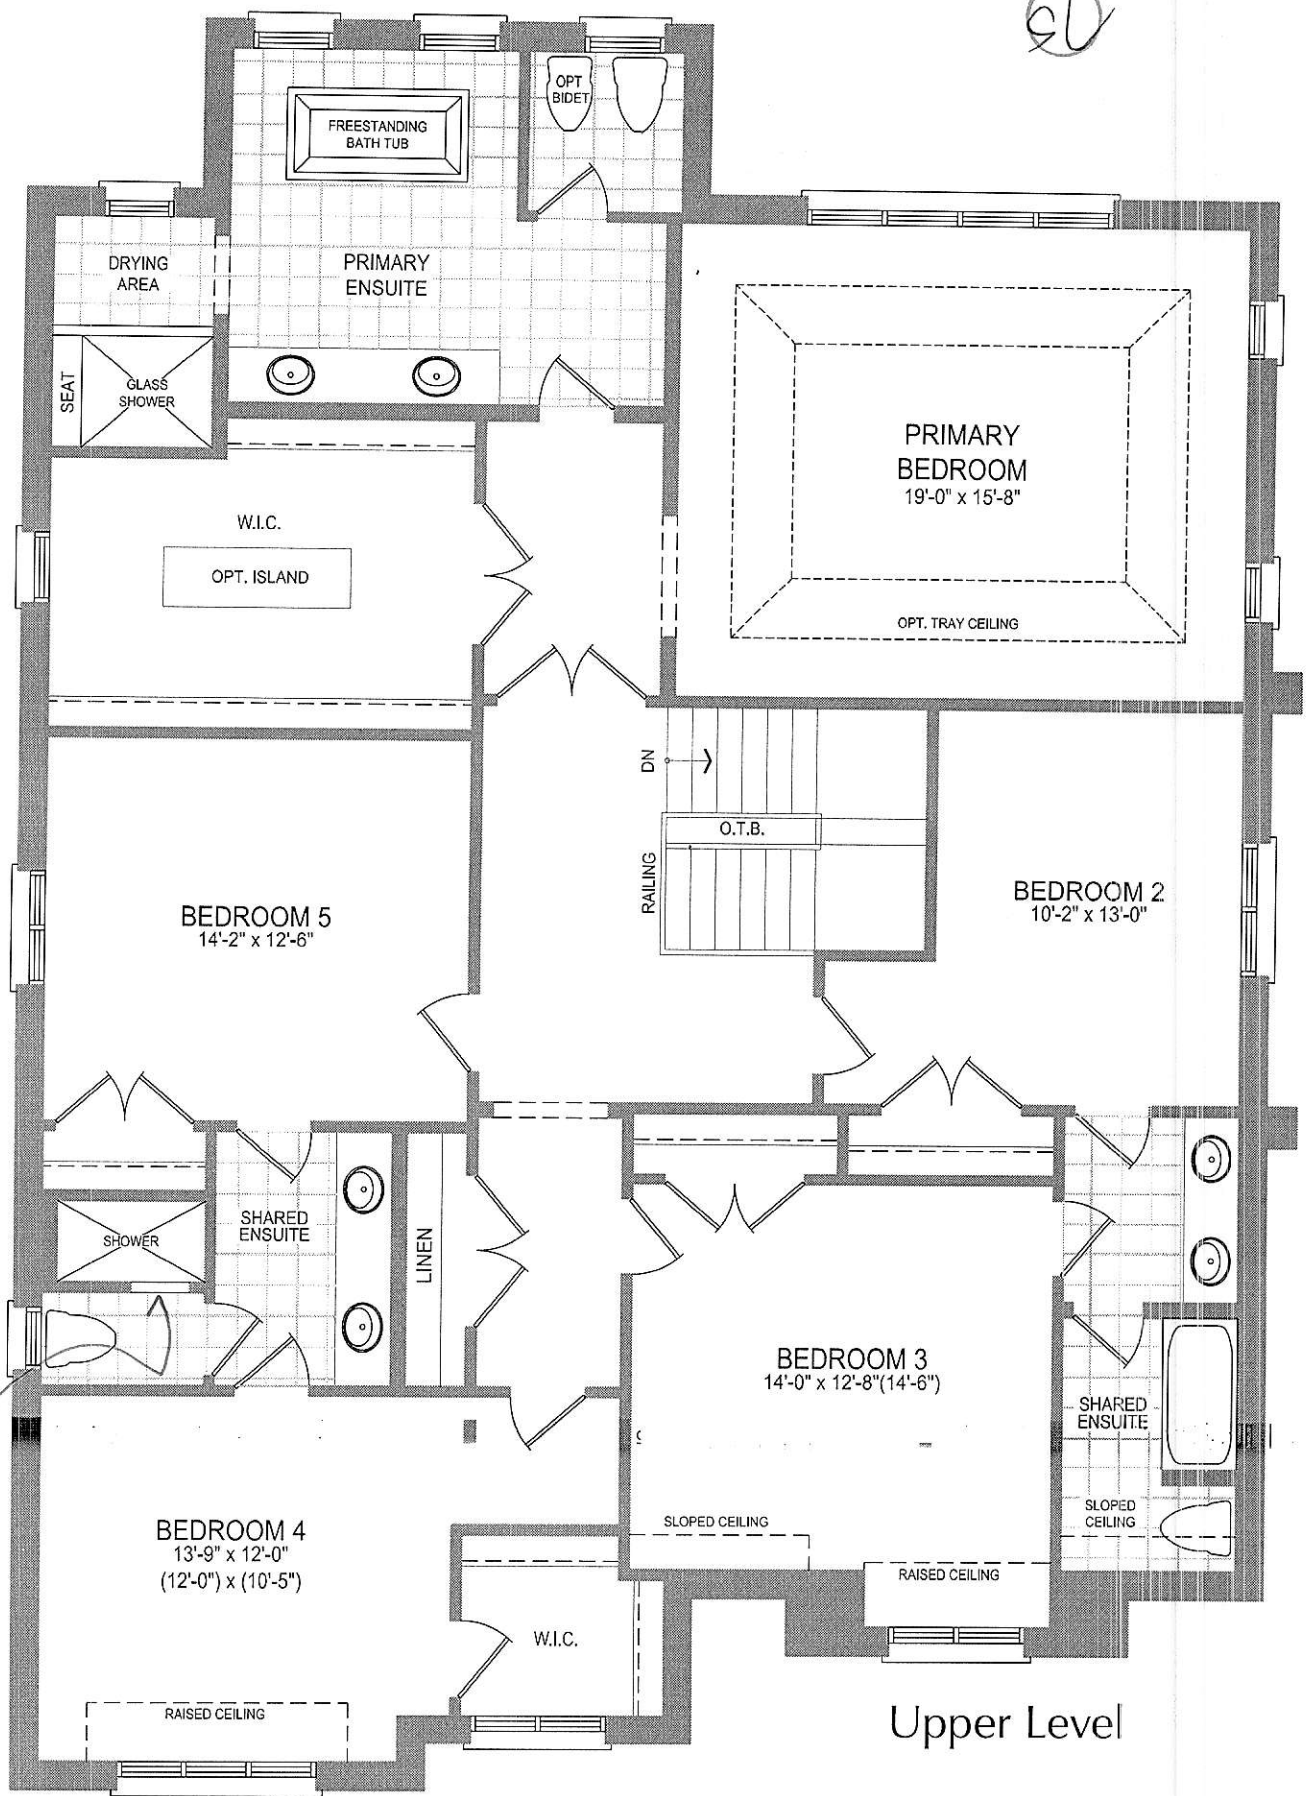 OPT
BIDET
FREESTANDING
BATH TUB
DRYING
AREA
PRIMARY
ENSUITE
SEAT
GLASS
SHOWER
PRIMARY
BEDROOM
19'-0" x 15'-8"
W.I.C.
OPT. ISLAND
OPT. TRAY CEILING
DN
O.T.B.
RAILING
BEDROOM 5
14'-2" x 12'-6"
BEDROOM 2
10'-2" x 13'-0"
SHARED
ENSUITE
SHOWER
LINEN
BEDROOM 3
14'-0" x 12'-8"(14'-6")
SHARED
ENSUITE
SLOPED
CEILING
SLOPED CEILING
RAISED CEILING
BEDROOM 4
13'-9" x 12'-0"
(12'-0") x (10'-5")
W.I.C.
RAISED CEILING
Upper Level